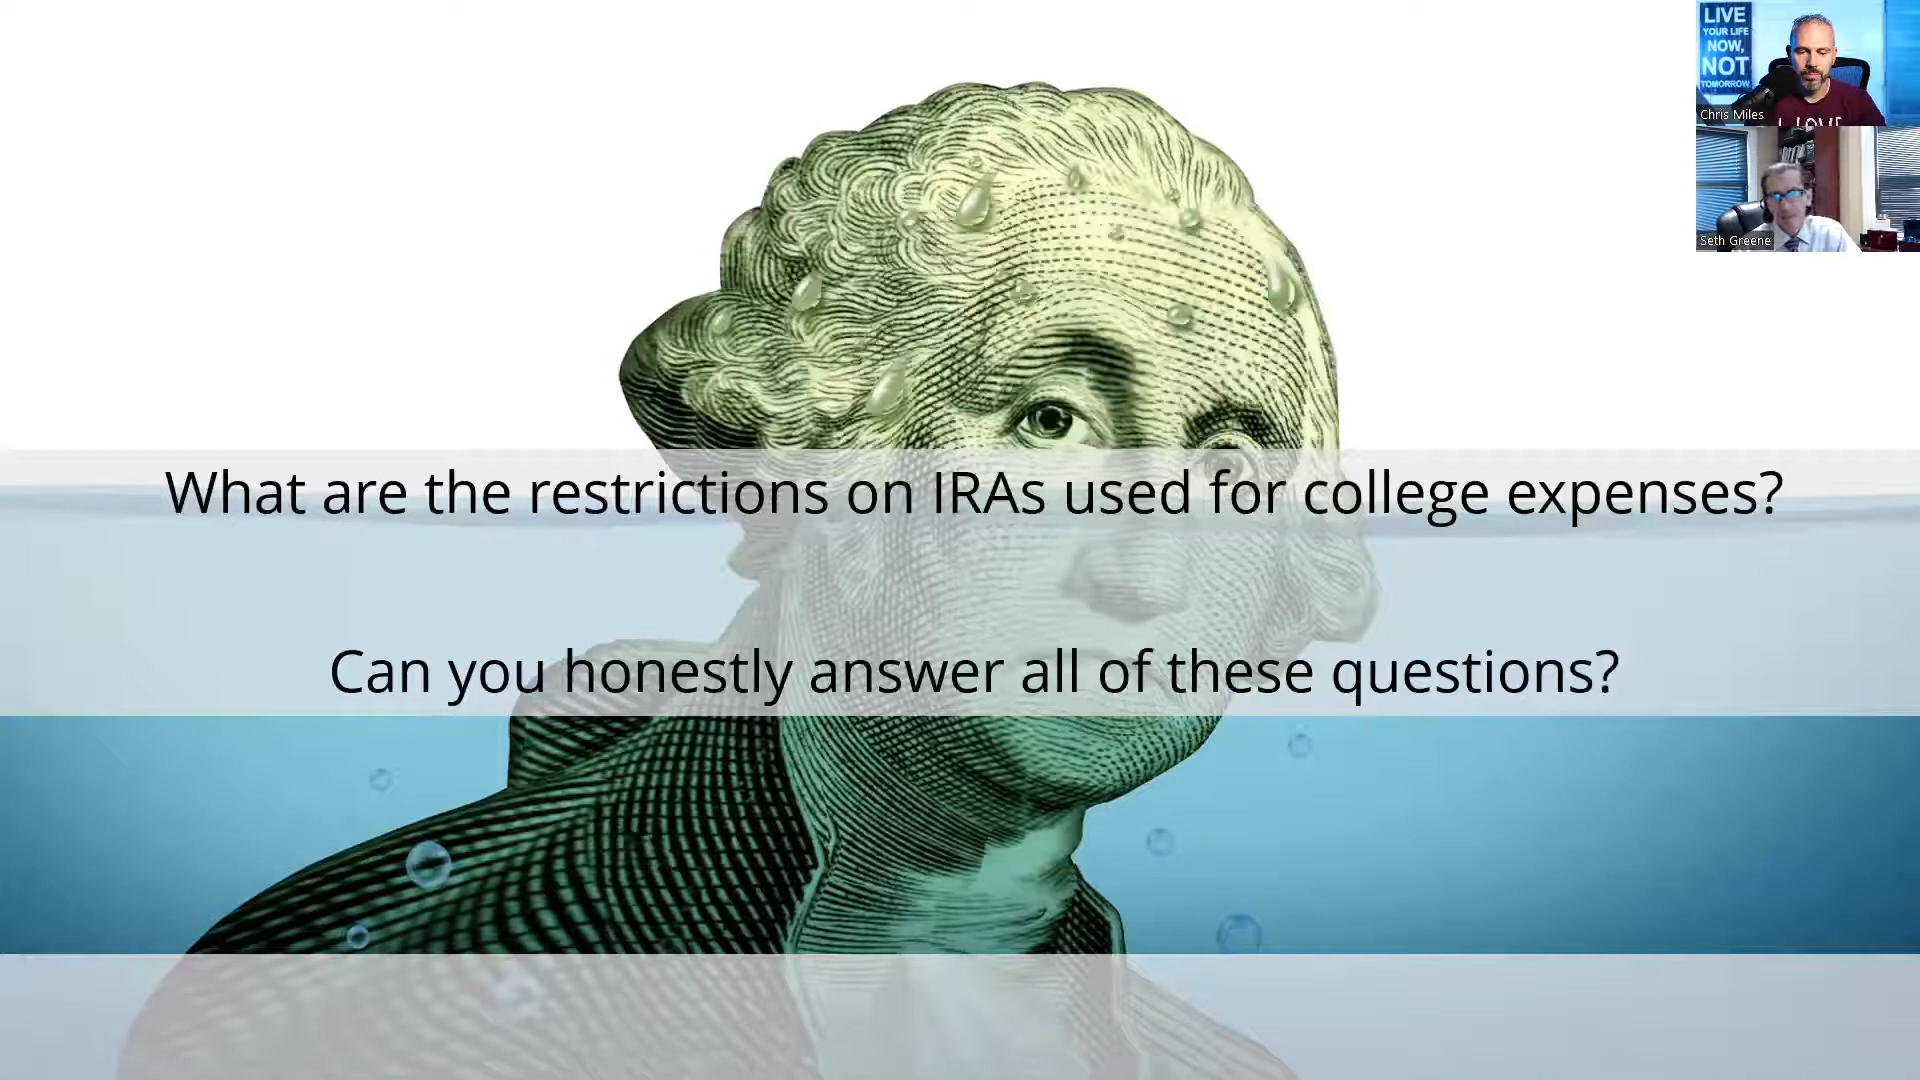 LIVE
YOUR LIFE
NOW,
NOT
TOMORROW
Chris Miles
I LOVE
Seth Greene
What are the restrictions on IRAs used for college expenses?
Can you honestly answer all of these questions?